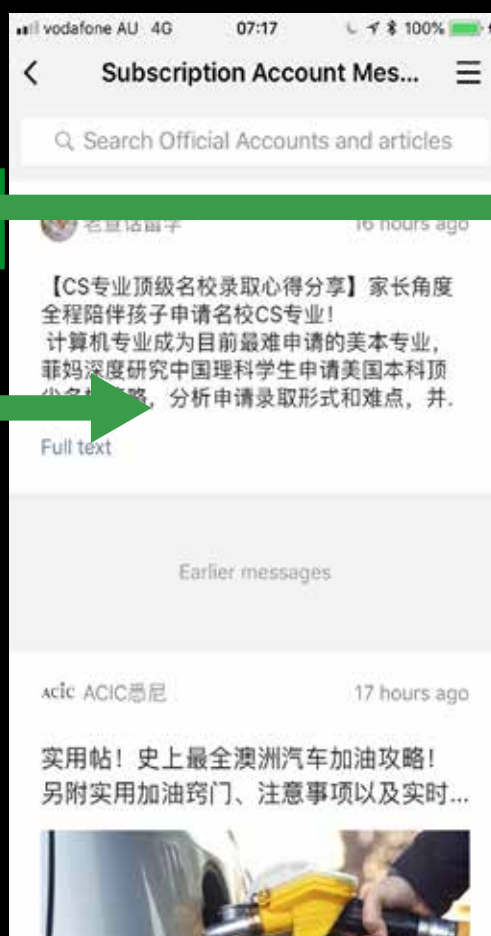 vodafone AU 4G 07:17 100%
Subscription Account Mes...
Search Official Accounts and articles
16 hours ago
【CS专业顶级名校录取心得分享】家长角度
全程陪伴孩子申请名校CS专业！
计算机专业成为目前最难申请的美本专业，
菲妈深度研究中国理科学生申请美国本科顶
，分析申请录取形式和难点，并.
Full text
Earlier messages
acic ACIC悉尼 17 hours ago
实用帖！史上最全澳洲汽车加油攻略！
另附实用加油窍门、注意事项以及实时...